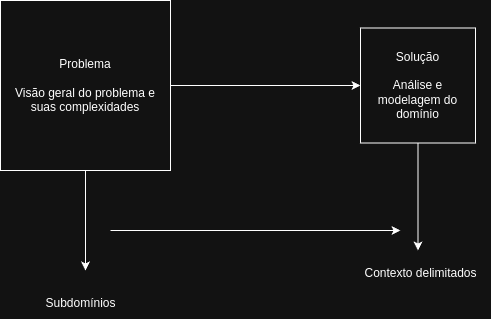 Problema
Visão geral do problema e
suas complexidades
Solução
Análise e
modelagem do
domínio
Subdomínios
Contexto delimitados